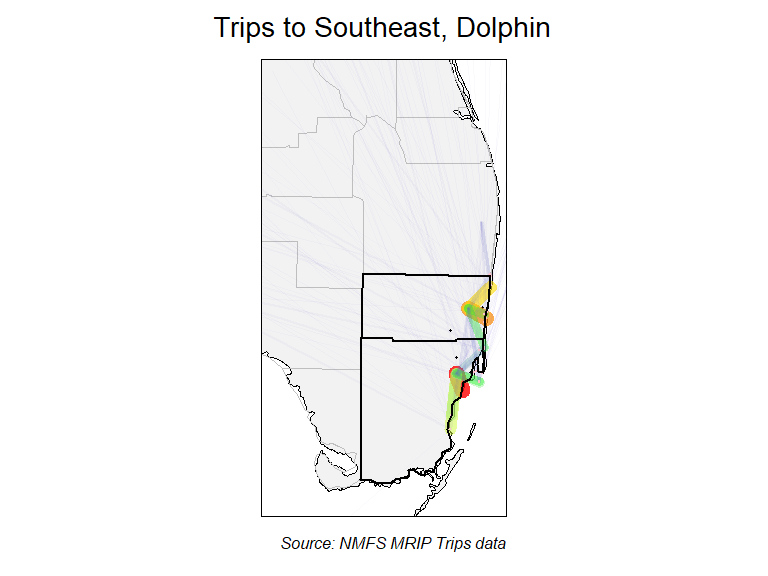 Trips to Southeast, Dolphin
Source: NMFS MRIP Trips data